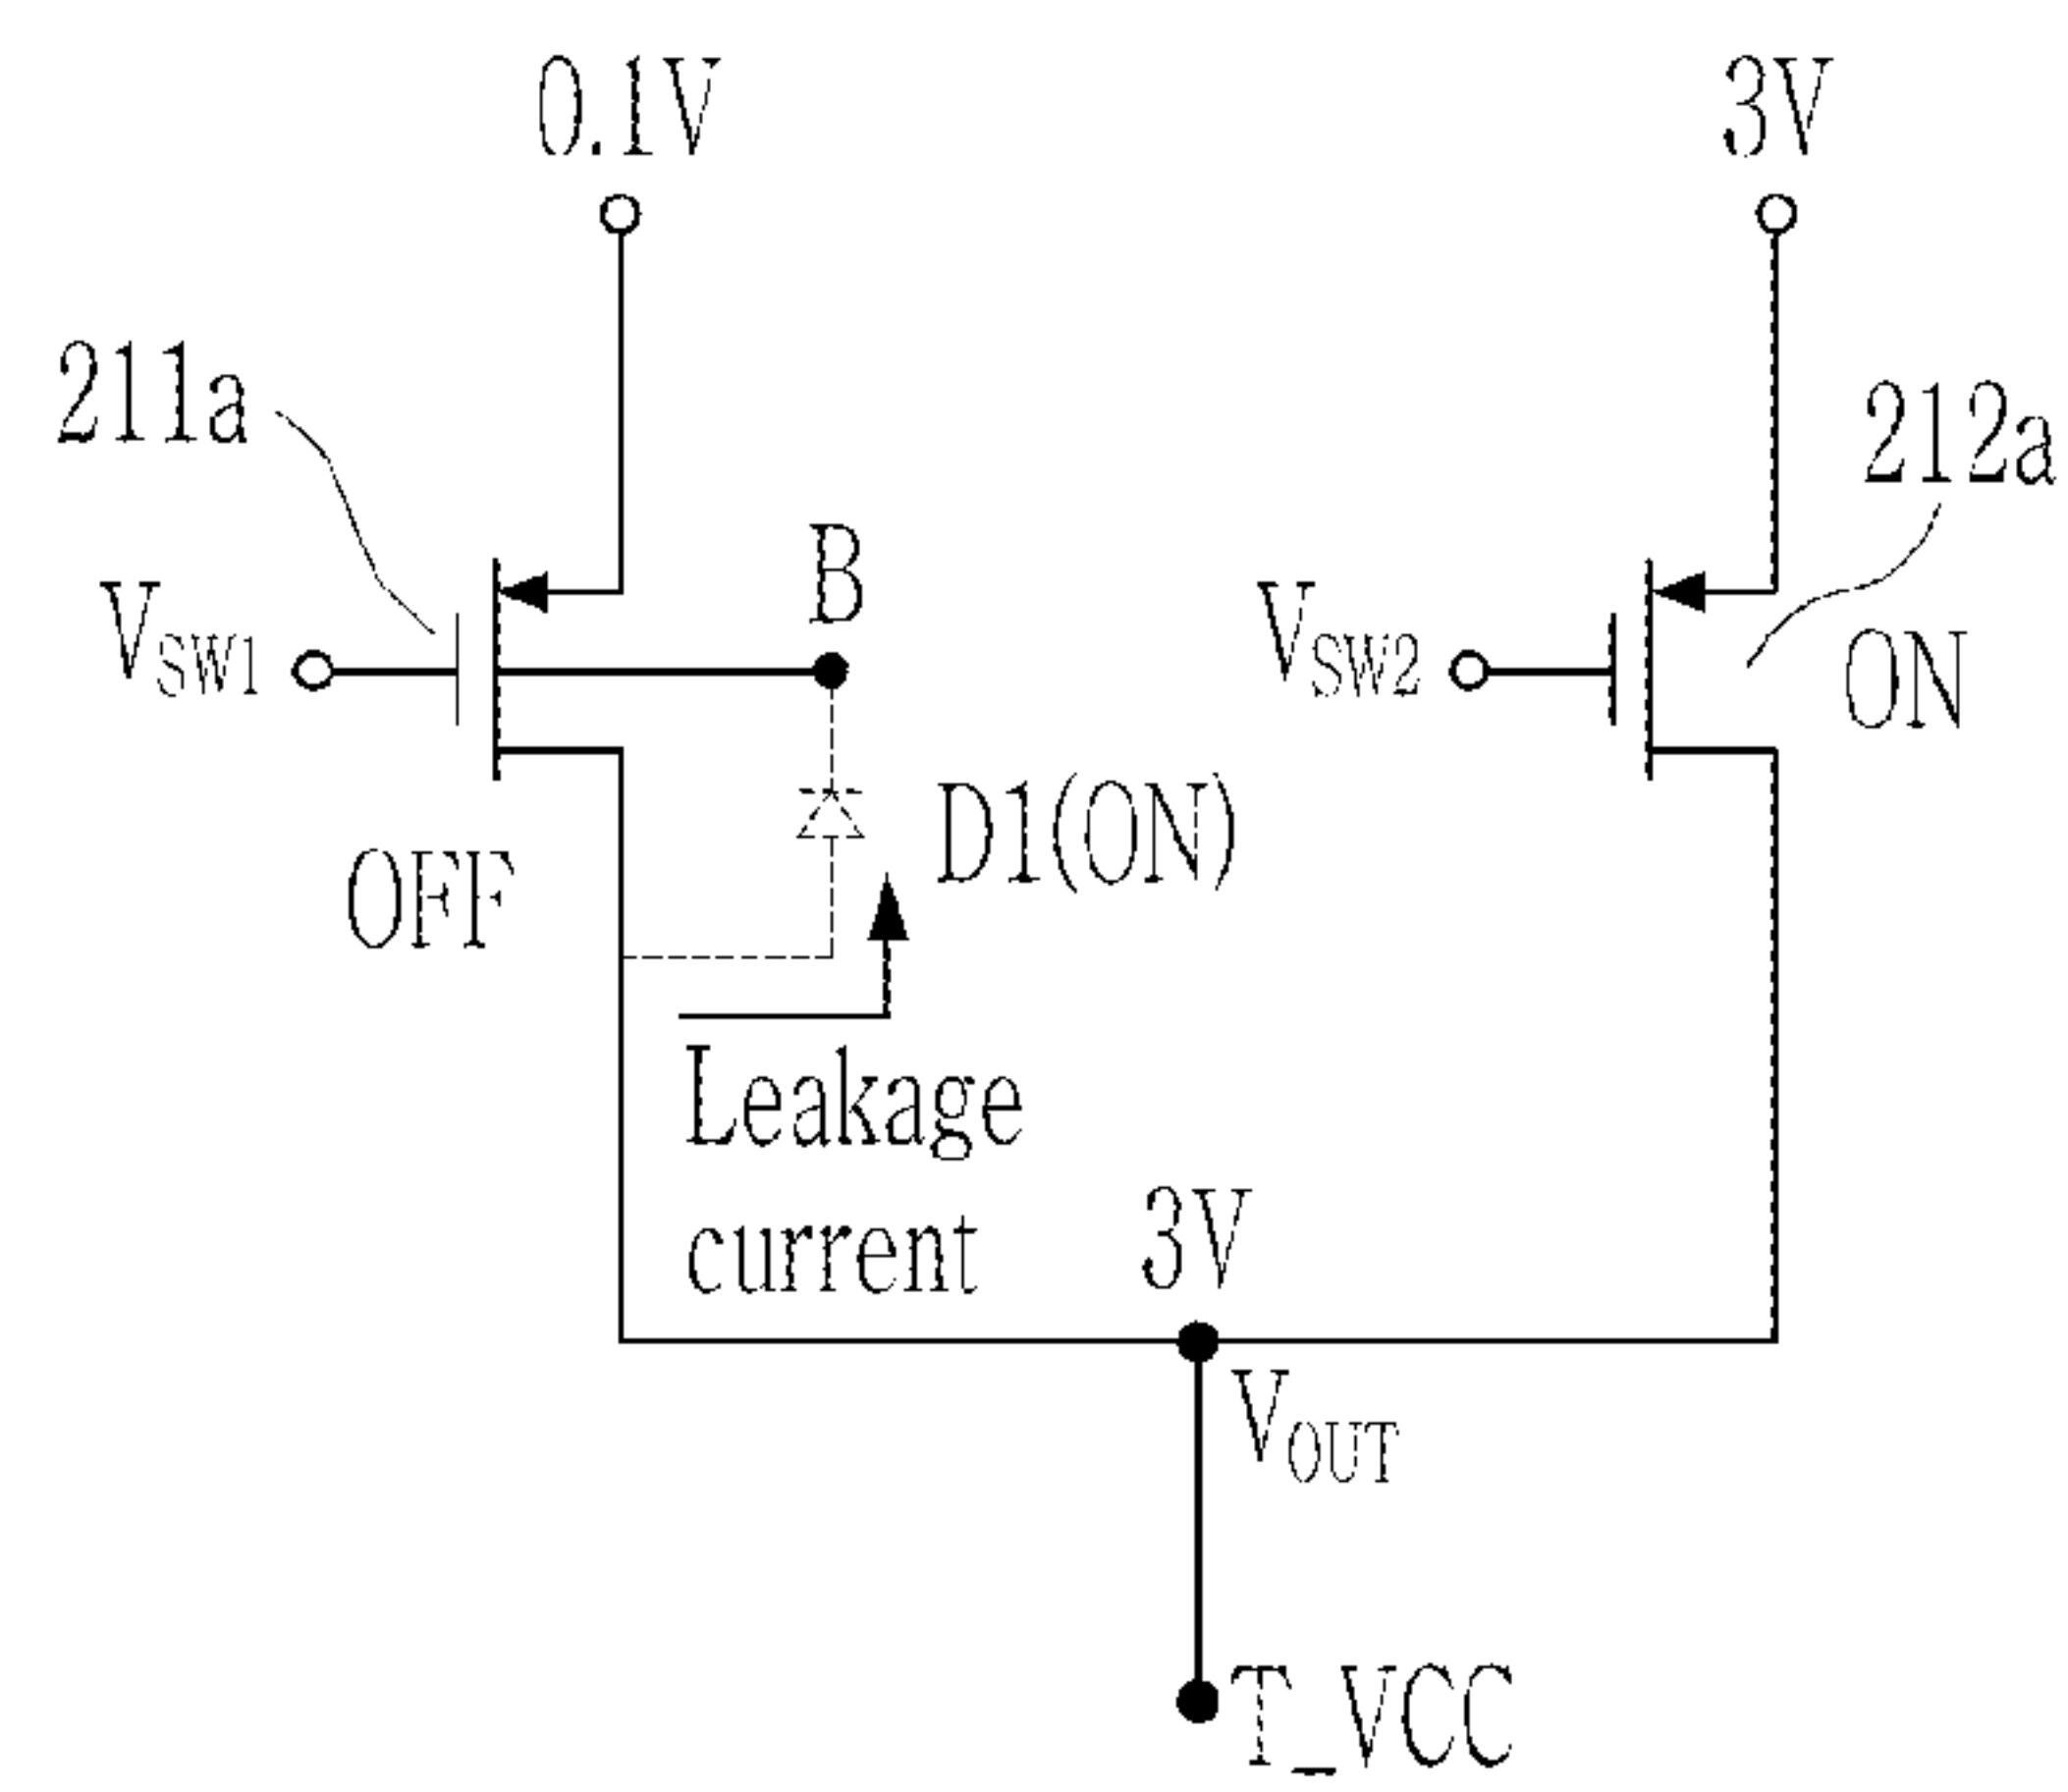 0.1V
3V
211a
212a
B
VSW1
VSW2
ON
D1(ON)
OFF
Leakage
current
3V
VOUT
T_VCC